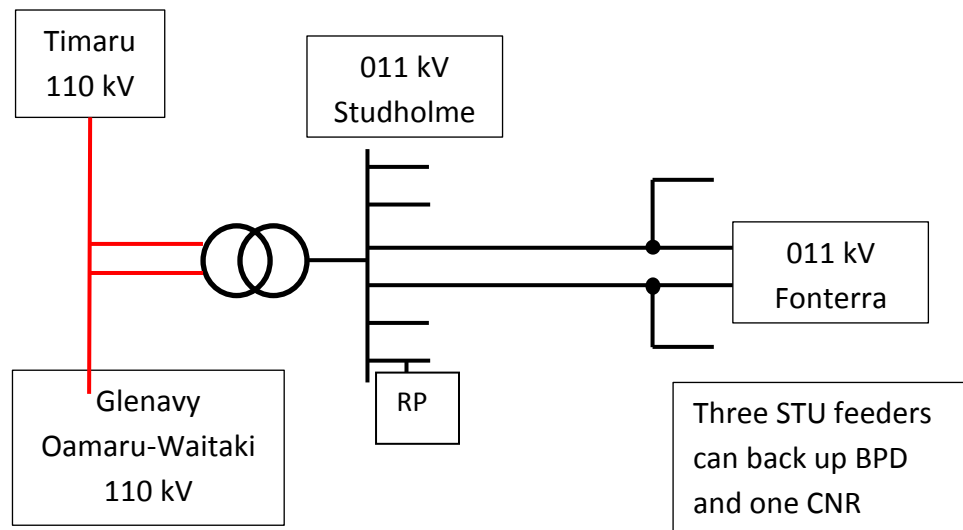 Timaru
110 kV
011 kV
Studholme
011 kV
Fonterra
RP
Glenavy
Oamaru-Waitaki
110 kV
Three STU feeders
can back up BPD
and one CNR